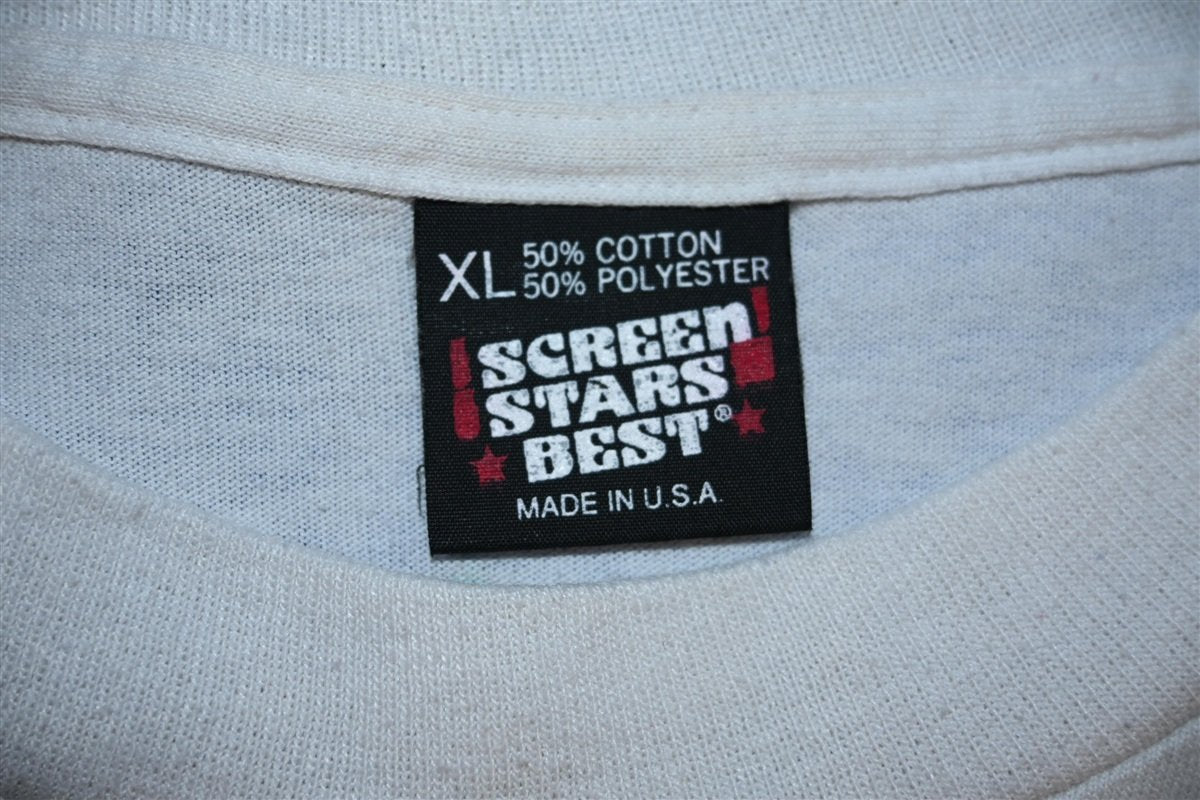 XL 50% COTTON
50% POLYESTER
SCREEn
STARS
BEST®
MADE IN U.S.A.